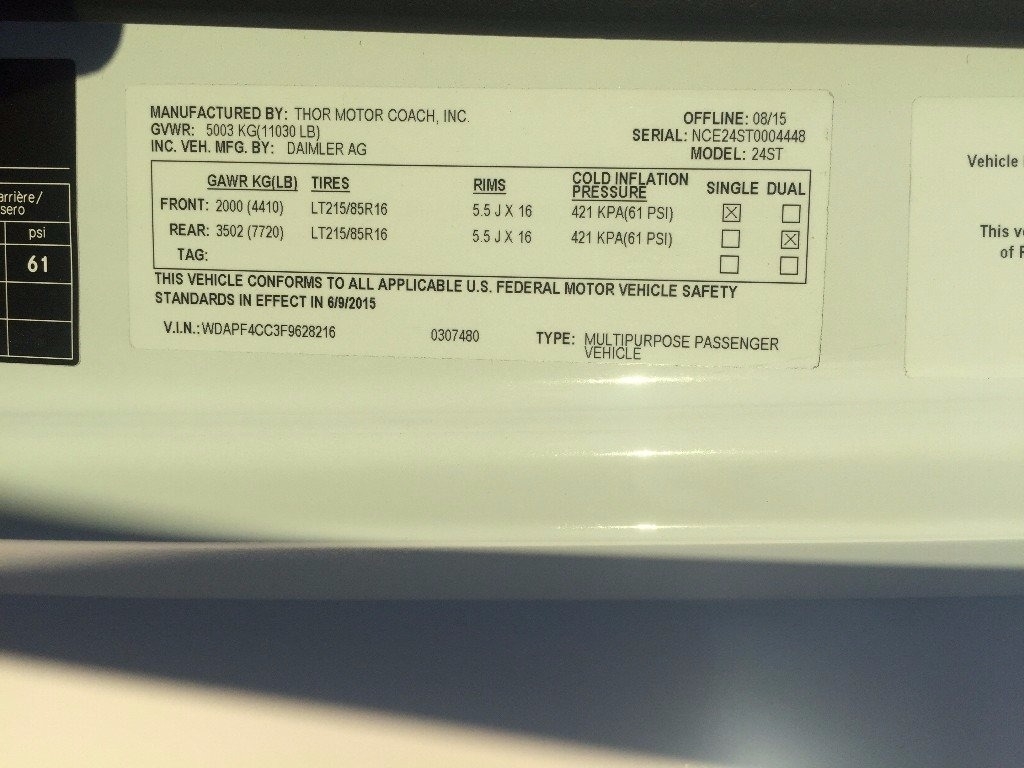 MANUFACTURED BY: THOR MOTOR COACH, INC. OFFLINE: 08/15
GVWR: 5003 KG(11030 LB) SERIAL: NCE24ST0004448
INC. VEH. MFG. BY: DAIMLER AG MODEL: 24ST
GAWR KG(LB) TIRES RIMS COLD INFLATION PRESSURE SINGLE DUAL
FRONT: 2000 (4410) LT215/85R16 5.5 J X 16 421 KPA(61 PSI) ☒ ☐
REAR: 3502 (7720) LT215/85R16 5.5 J X 16 421 KPA(61 PSI) ☐ ☒
TAG: ☐ ☐
THIS VEHICLE CONFORMS TO ALL APPLICABLE U.S. FEDERAL MOTOR VEHICLE SAFETY
STANDARDS IN EFFECT IN 6/9/2015
V.I.N.: WDAPF4CC3F9628216 0307480 TYPE: MULTIPURPOSE PASSENGER
VEHICLE
arrière/
sero
psi
61
Vehicle
This
of